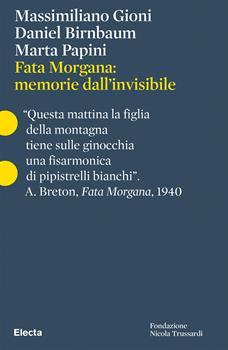 Massimiliano Gioni
Daniel Birnbaum
Marta Papini
Fata Morgana:
memorie dall'invisibile
“Questa mattina la figlia
della montagna
tiene sulle ginocchia
una fisarmonica
di pipistrelli bianchi”.
A. Breton, Fata Morgana, 1940
Electa
Fondazione
Nicola Trussardi